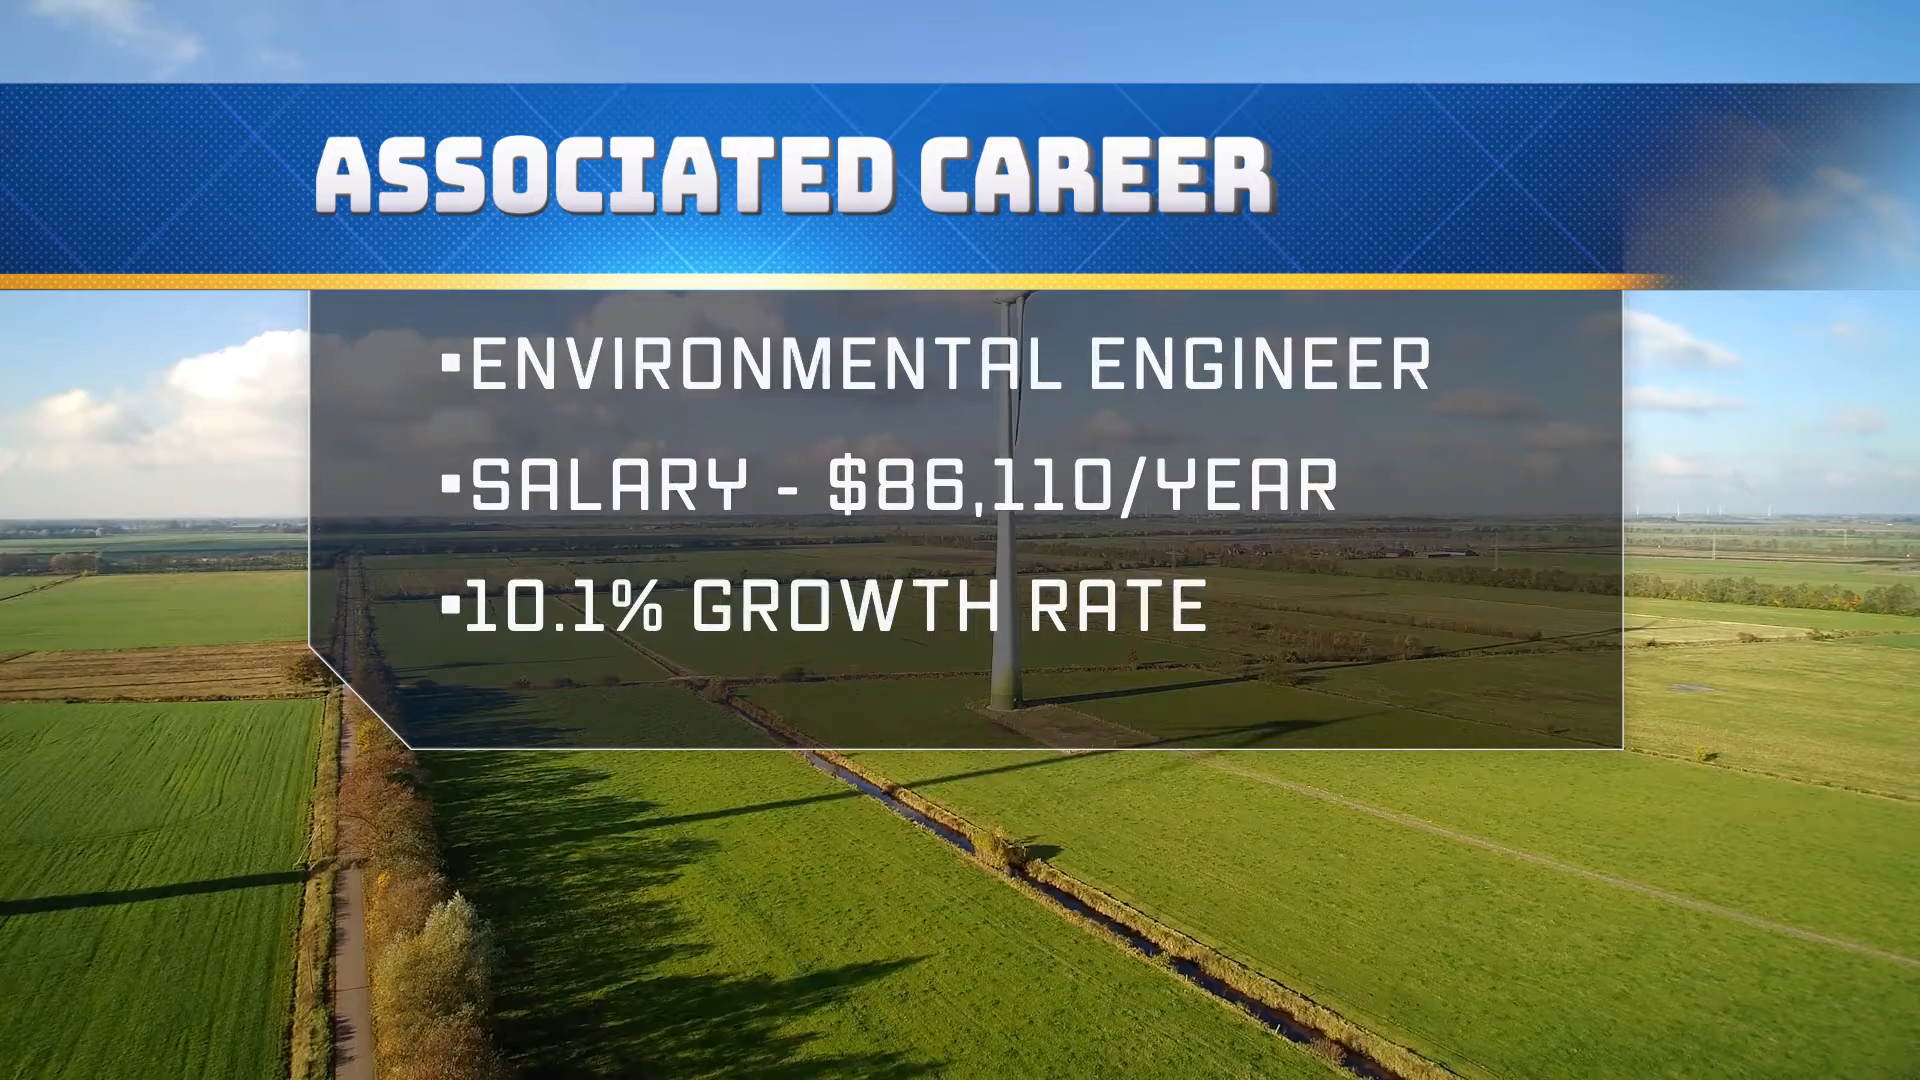 ASSOCIATED CAREER
▪ENVIRONMENTAL ENGINEER
▪SALARY - $86,110/YEAR
▪10.1% GROWTH RATE